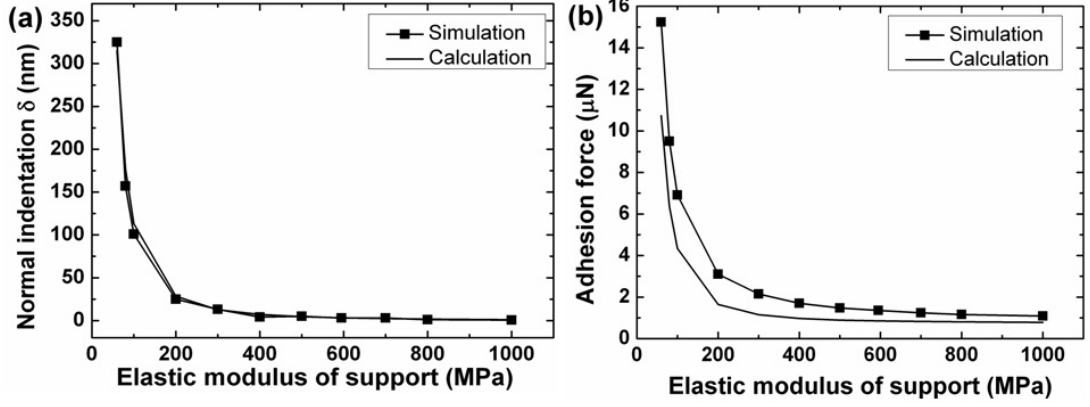 (a)
Normal indentation δ (nm)
350
300
250
200
150
100
50
0
Simulation
Calculation
0 200 400 600 800 1000
Elastic modulus of support (MPa)
(b)
Adhesion force (μN)
16
14
12
10
8
6
4
2
0
Simulation
Calculation
0 200 400 600 800 1000
Elastic modulus of support (MPa)